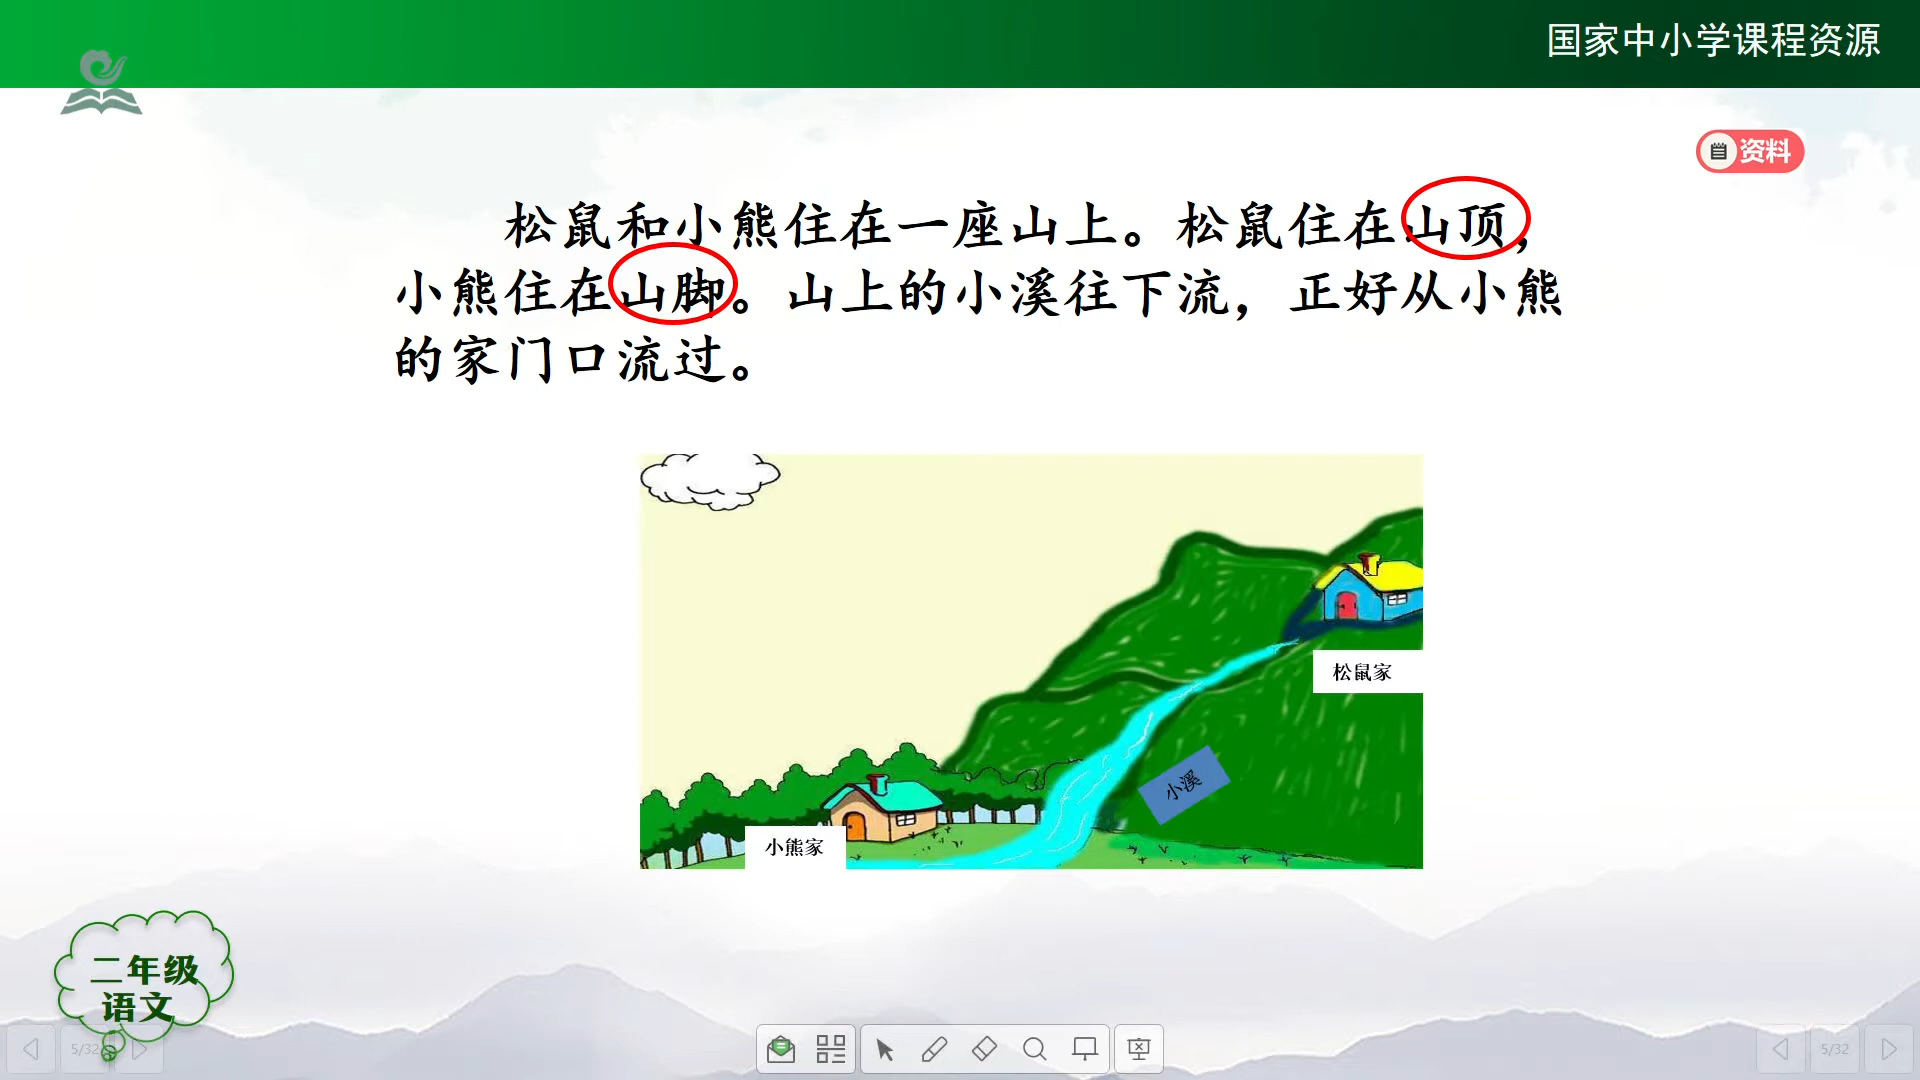 国家中小学课程资源
资料
松鼠和小熊住在一座山上。松鼠住在山顶，
小熊住在山脚。山上的小溪往下流，正好从小熊
的家门口流过。
松鼠家
小溪
小熊家
二年级
语文
5/32
5/32